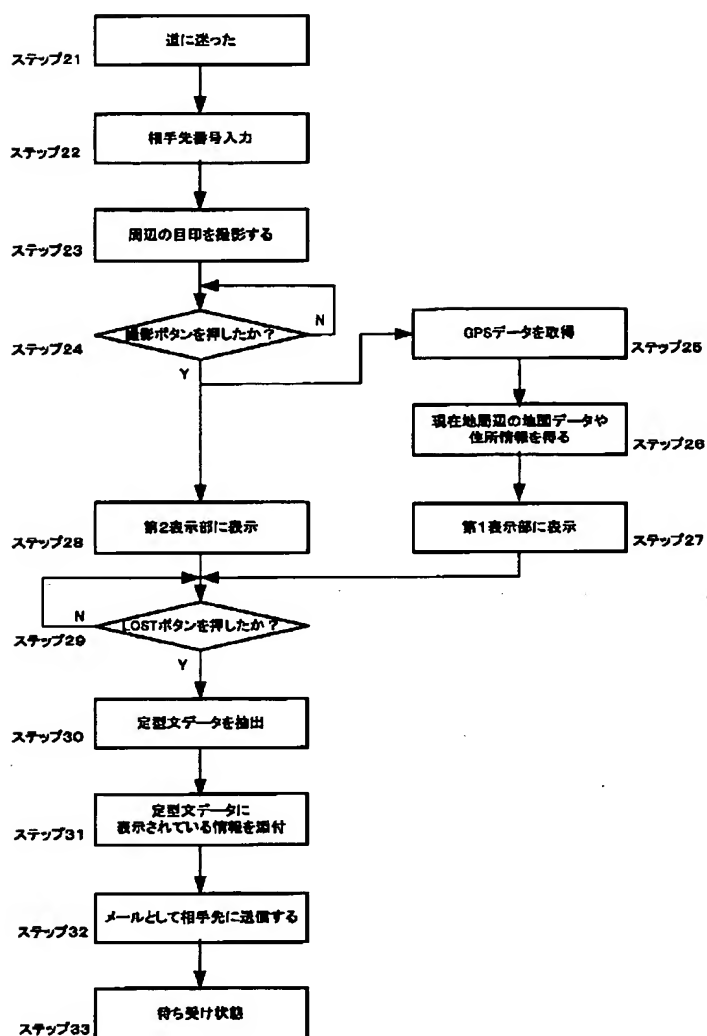 道に迷った
ステップ21
相手先番号入力
ステップ22
周辺の目印を撮影する
ステップ23
撮影ボタンを押したか？
N
ステップ24
Y
GPSデータを取得
ステップ25
現在地周辺の地図データや
住所情報を得る
ステップ26
第2表示部に表示
ステップ28
第1表示部に表示
ステップ27
N
LOSTボタンを押したか？
ステップ29
Y
定型文データを抽出
ステップ30
定型文データに
表示されている情報を添付
ステップ31
メールとして相手先に送信する
ステップ32
待ち受け状態
ステップ33